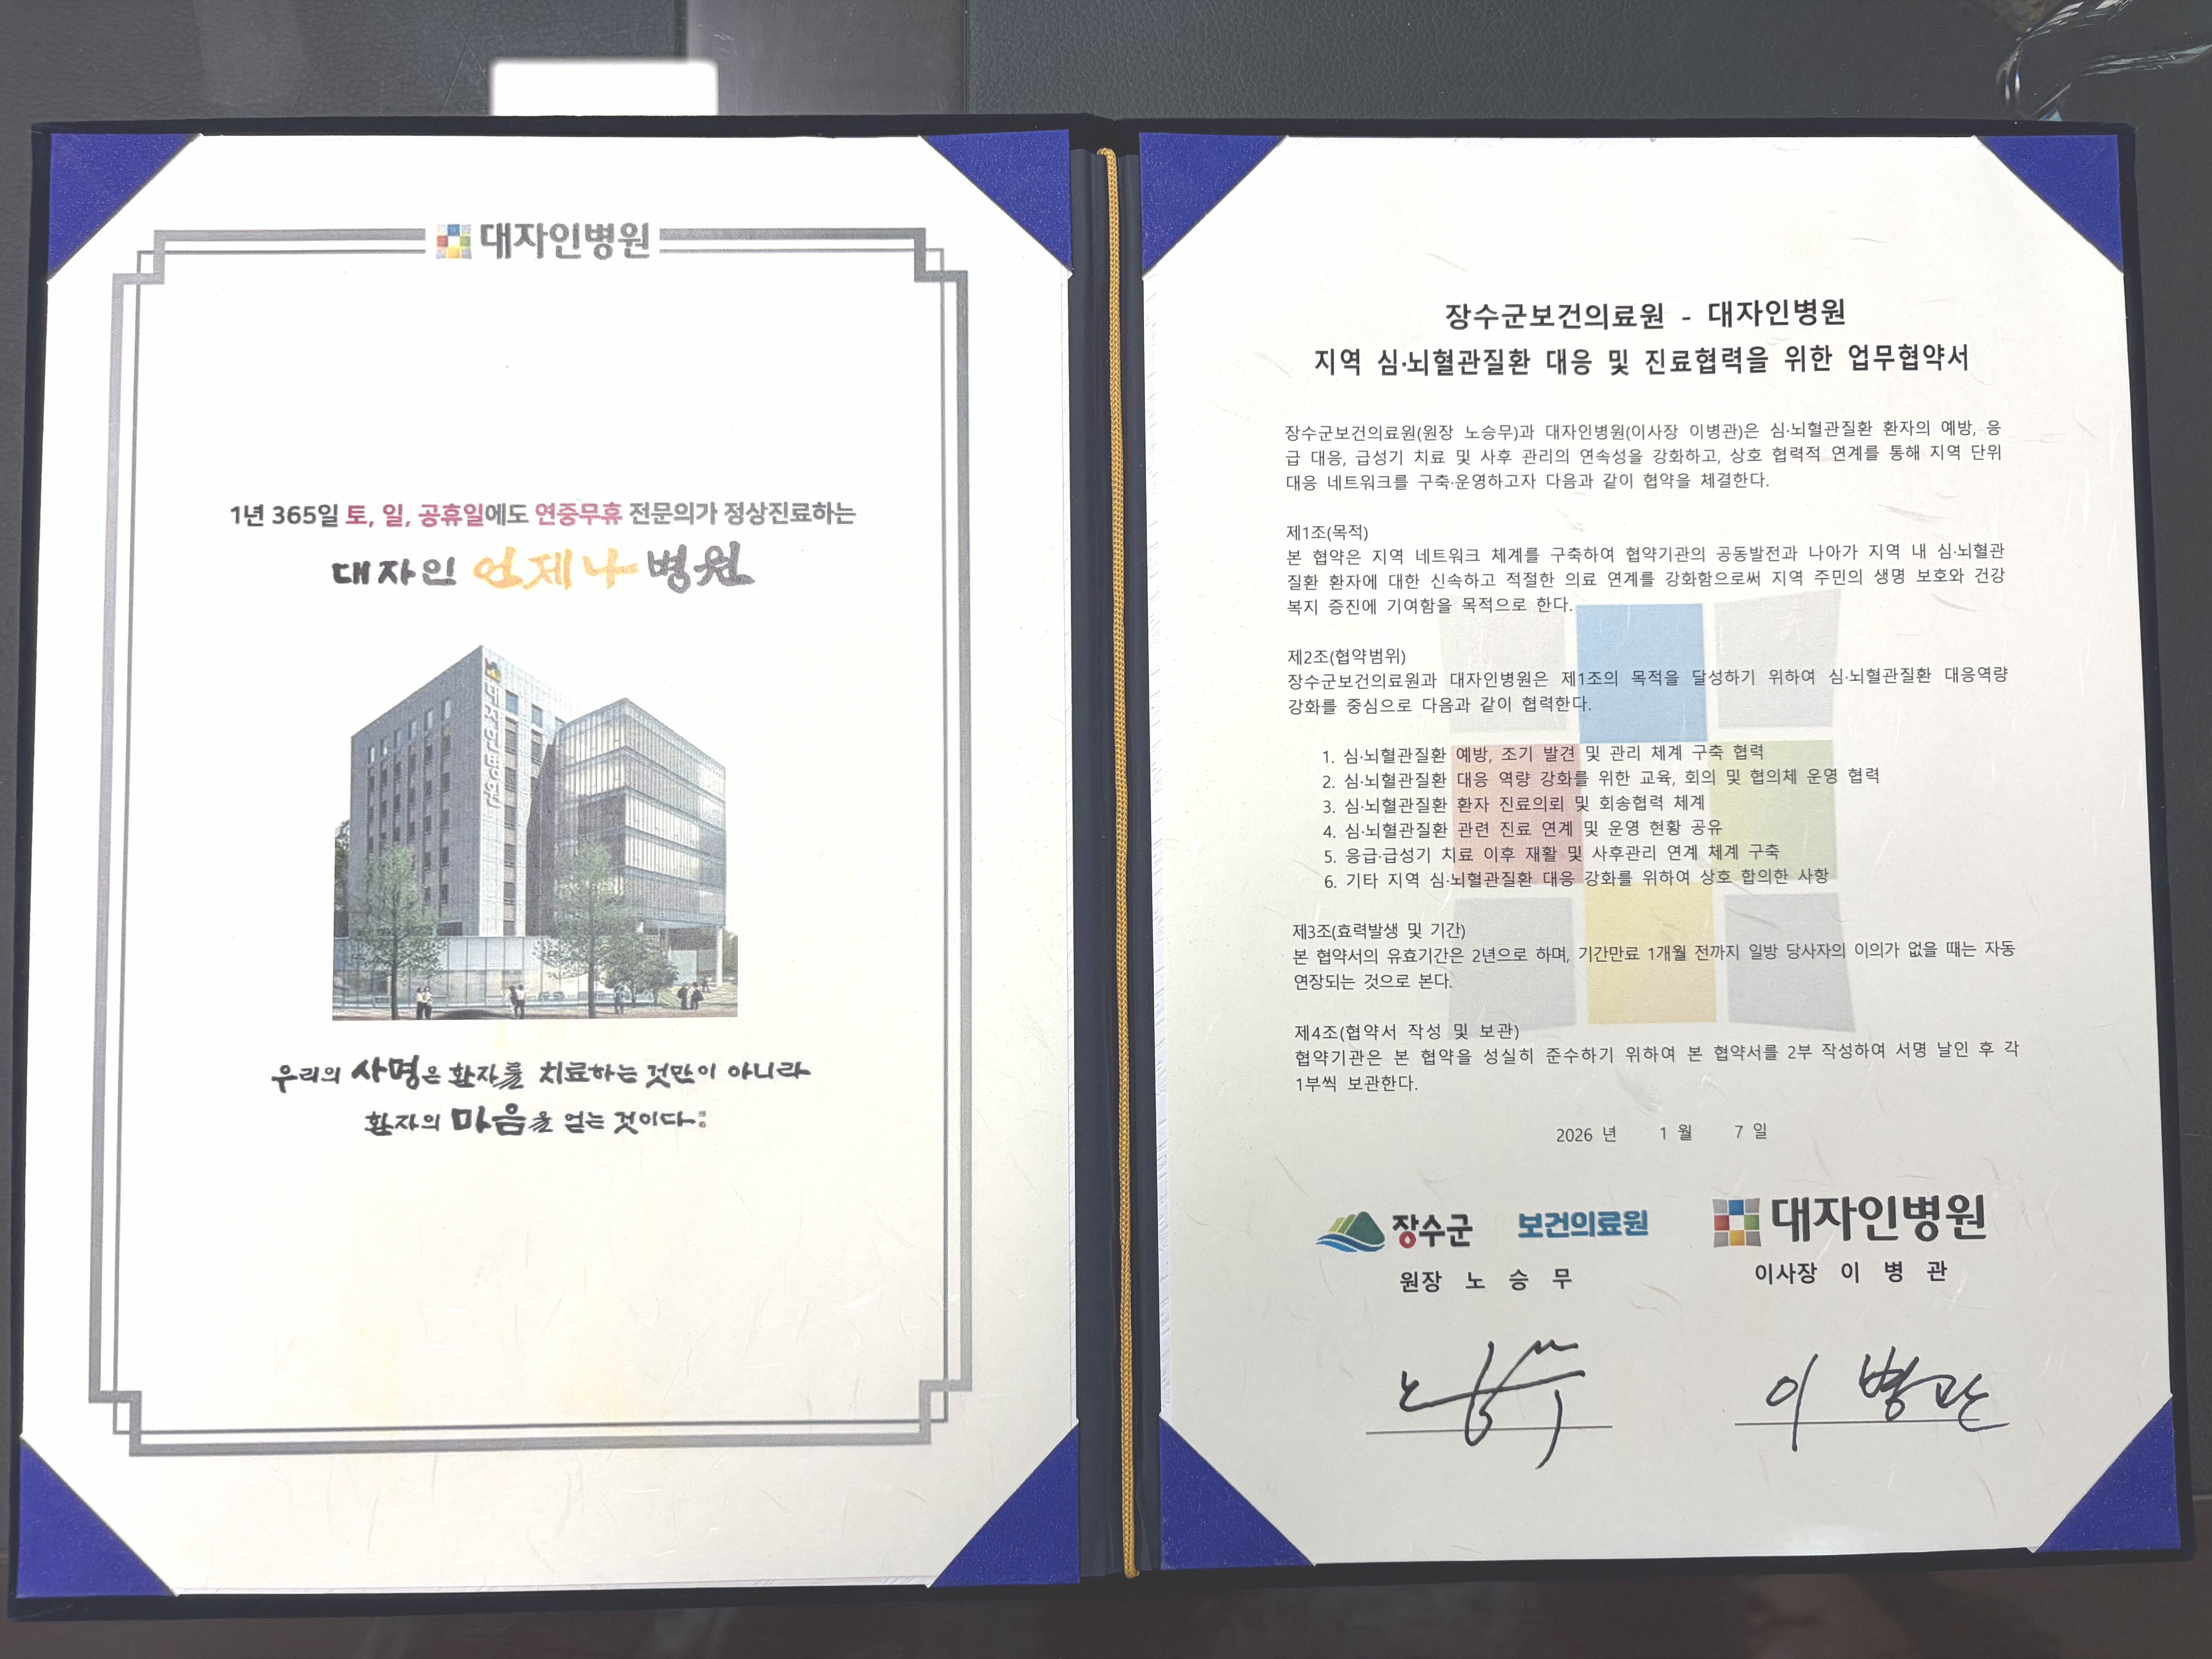 대자인병원
1년 365일 토, 일, 공휴일에도 연중무휴 전문의가 정상진료하는
대자인 언제나 병원
대자인병원
우리의 사명은 환자를 치료하는 것만이 아니라
환자의 마음을 얻는 것이다.
장수군보건의료원 - 대자인병원
지역 심·뇌혈관질환 대응 및 진료협력을 위한 업무협약서
장수군보건의료원(원장 노승무)과 대자인병원(이사장 이병관)은 심·뇌혈관질환 환자의 예방, 응
급 대응, 급성기 치료 및 사후 관리의 연속성을 강화하고, 상호 협력적 연계를 통해 지역 단위
대응 네트워크를 구축·운영하고자 다음과 같이 협약을 체결한다.
제1조(목적)
본 협약은 지역 네트워크 체계를 구축하여 협약기관의 공동발전과 나아가 지역 내 심·뇌혈관
질환 환자에 대한 신속하고 적절한 의료 연계를 강화함으로써 지역 주민의 생명 보호와 건강
복지 증진에 기여함을 목적으로 한다.
제2조(협약범위)
장수군보건의료원과 대자인병원은 제1조의 목적을 달성하기 위하여 심·뇌혈관질환 대응역량
강화를 중심으로 다음과 같이 협력한다.
1. 심·뇌혈관질환 예방, 조기 발견 및 관리 체계 구축 협력
2. 심·뇌혈관질환 대응 역량 강화를 위한 교육, 회의 및 협의체 운영 협력
3. 심·뇌혈관질환 환자 진료의뢰 및 회송협력 체계
4. 심·뇌혈관질환 관련 진료 연계 및 운영 현황 공유
5. 응급·급성기 치료 이후 재활 및 사후관리 연계 체계 구축
6. 기타 지역 심·뇌혈관질환 대응 강화를 위하여 상호 합의한 사항
제3조(효력발생 및 기간)
본 협약서의 유효기간은 2년으로 하며, 기간만료 1개월 전까지 일방 당사자의 이의가 없을 때는 자동
연장되는 것으로 본다.
제4조(협약서 작성 및 보관)
협약기관은 본 협약을 성실히 준수하기 위하여 본 협약서를 2부 작성하여 서명 날인 후 각
1부씩 보관한다.
2026 년 1 월 7 일
장수군 보건의료원 대자인병원
원장 노 승 무 이사장 이 병 관
이 병관